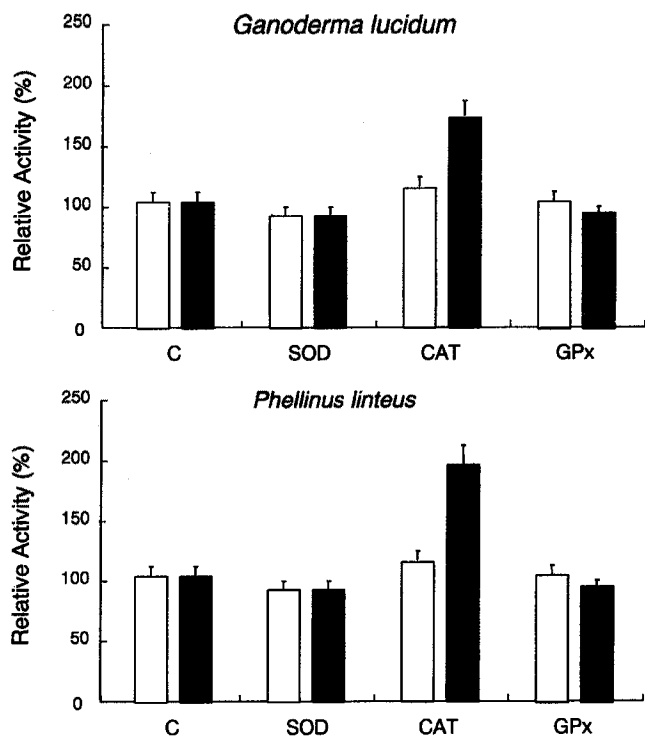 Ganoderma lucidum
Relative Activity (%)
250
200
150
100
50
0
C SOD CAT GPx
Phellinus linteus
Relative Activity (%)
250
200
150
100
50
0
C SOD CAT GPx